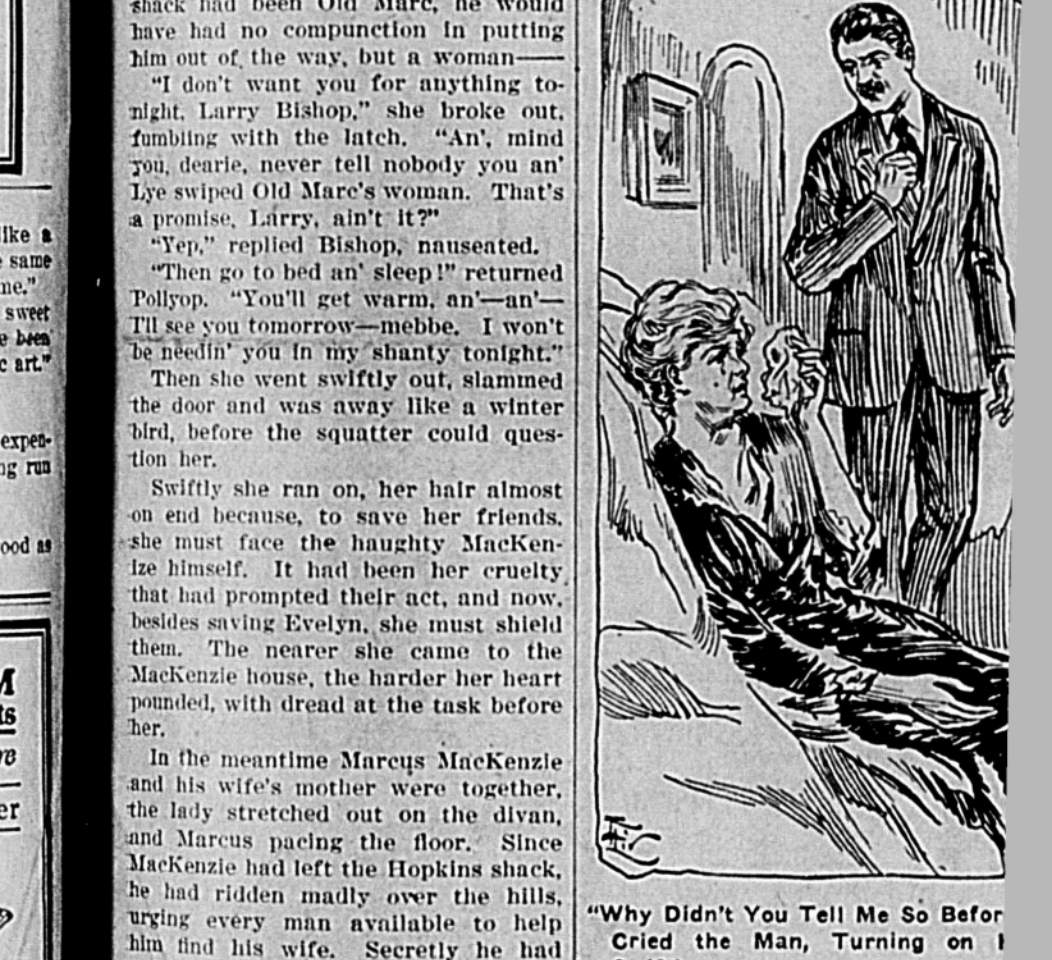 like a
same
me."
sweet
been
c art."
expen-
ng run
ood as
M
ts
er
shack had been Old Marc, he would
have had no compunction in putting
him out of the way, but a woman——
"I don't want you for anything to-
night, Larry Bishop," she broke out,
fumbling with the latch. "An', mind
you, dearie, never tell nobody you an'
Lye swiped Old Marc's woman. That's
a promise, Larry, ain't it?"
"Yep," replied Bishop, nauseated.
"Then go to bed an' sleep!" returned
Pollyop. "You'll get warm, an'—an'—
I'll see you tomorrow—mebbe. I won't
be needin' you in my shanty tonight."
Then she went swiftly out, slammed
the door and was away like a winter
bird, before the squatter could ques-
tion her.
Swiftly she ran on, her hair almost
on end because, to save her friends,
she must face the haughty MacKen-
ize himself. It had been her cruelty
that had prompted their act, and now,
besides saving Evelyn, she must shield
them. The nearer she came to the
MacKenzie house, the harder her heart
pounded, with dread at the task before
her.
In the meantime Marcus MacKenzie
and his wife's mother were together,
the lady stretched out on the divan,
and Marcus pacing the floor. Since
MacKenzie had left the Hopkins shack,
he had ridden madly over the hills,
urging every man available to help
him find his wife. Secretly he had
"Why Didn't You Tell Me So Befor
Cried the Man, Turning on